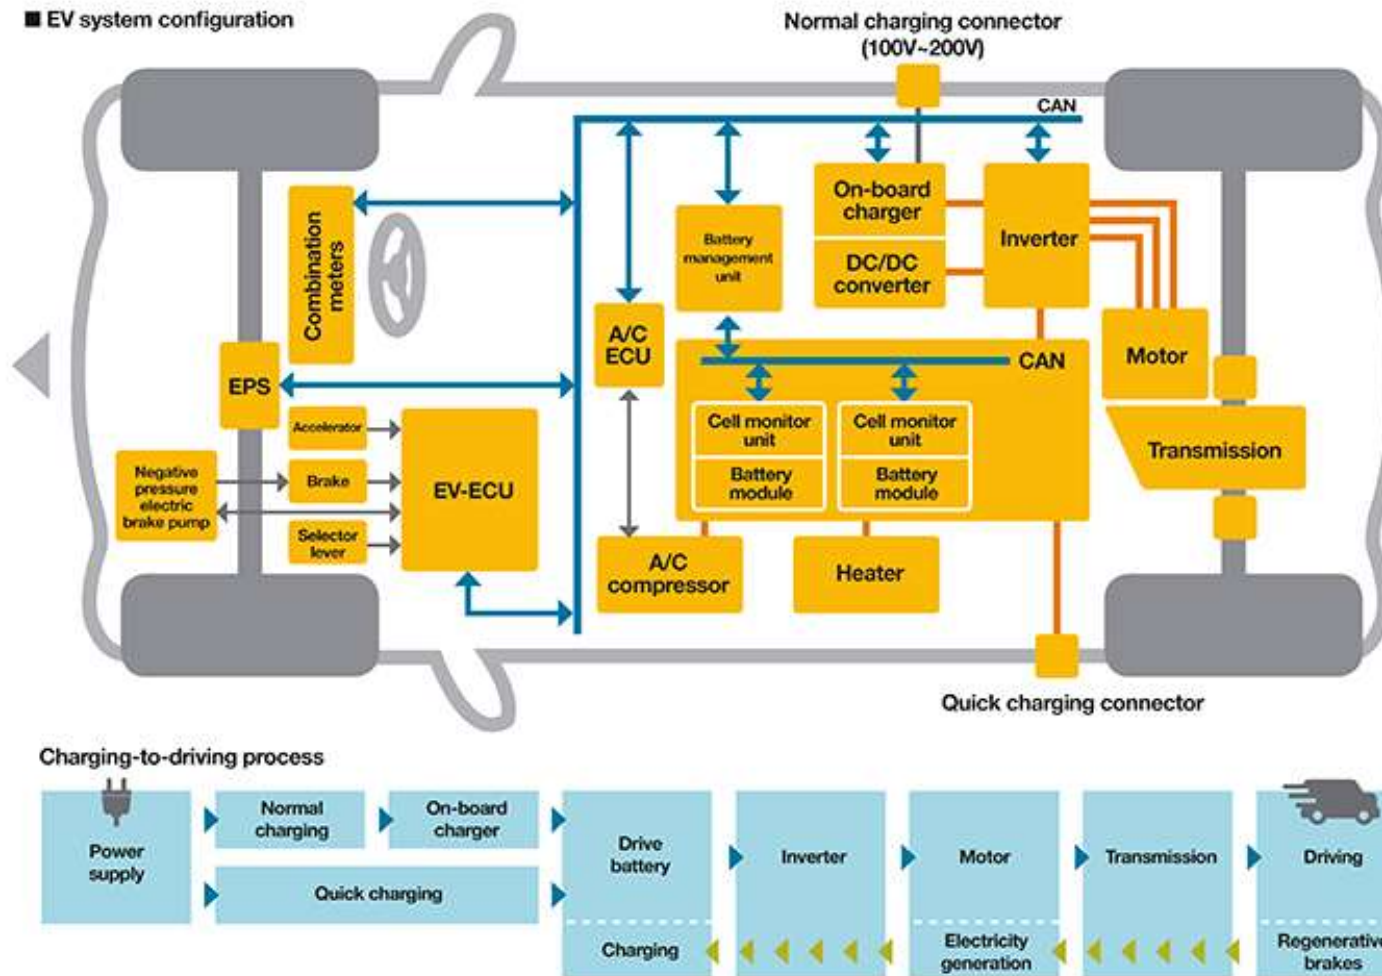 ■ EV system configuration
Normal charging connector
(100V~200V)
CAN
On-board
charger
DC/DC
converter
Inverter
Battery
management
unit
Combination
meters
A/C
ECU
EPS
CAN
Motor
Cell monitor
unit
Battery
module
Cell monitor
unit
Battery
module
Transmission
Accelerator
Brake
Selector
lever
EV-ECU
Negative
pressure
electric
brake pump
A/C
compressor
Heater
Quick charging connector
Charging-to-driving process
Power
supply
Normal
charging
On-board
charger
Quick charging
Drive
battery
Inverter
Motor
Transmission
Driving
Charging
Electricity
generation
Regenerative
brakes